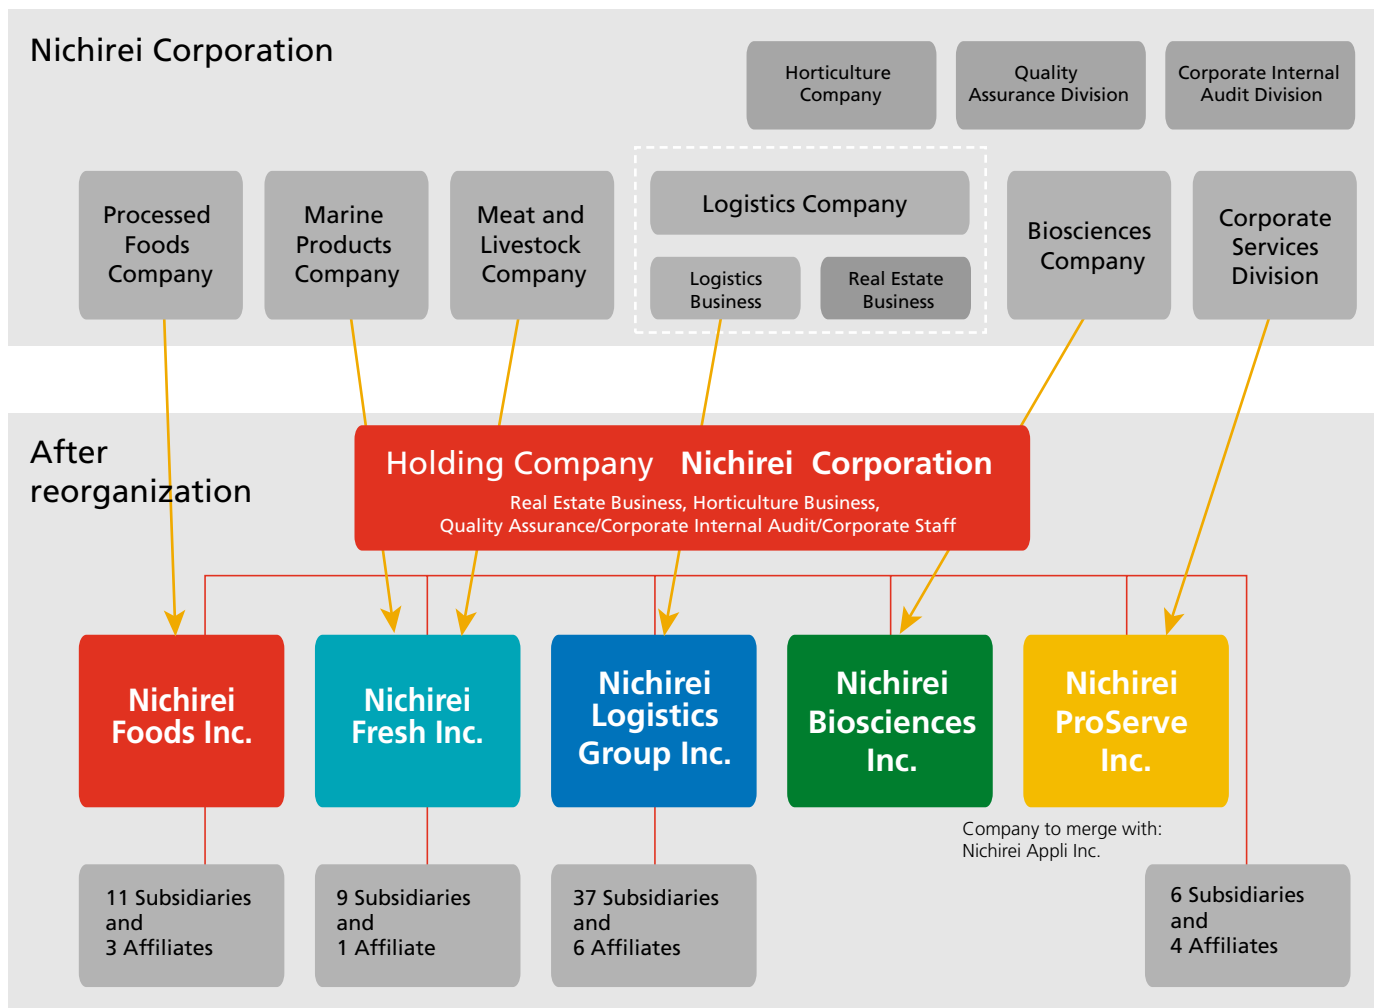 Nichirei Corporation
Horticulture
Company
Quality
Assurance Division
Corporate Internal
Audit Division
Processed
Foods
Company
Marine
Products
Company
Meat and
Livestock
Company
Logistics Company
Logistics
Business
Real Estate
Business
Biosciences
Company
Corporate
Services
Division
After
reorganization
Holding Company Nichirei Corporation
Real Estate Business, Horticulture Business,
Quality Assurance/Corporate Internal Audit/Corporate Staff
Nichirei
Foods Inc.
Nichirei
Fresh Inc.
Nichirei
Logistics
Group Inc.
Nichirei
Biosciences
Inc.
Nichirei
ProServe
Inc.
Company to merge with:
Nichirei Appli Inc.
11 Subsidiaries
and
3 Affiliates
9 Subsidiaries
and
1 Affiliate
37 Subsidiaries
and
6 Affiliates
6 Subsidiaries
and
4 Affiliates